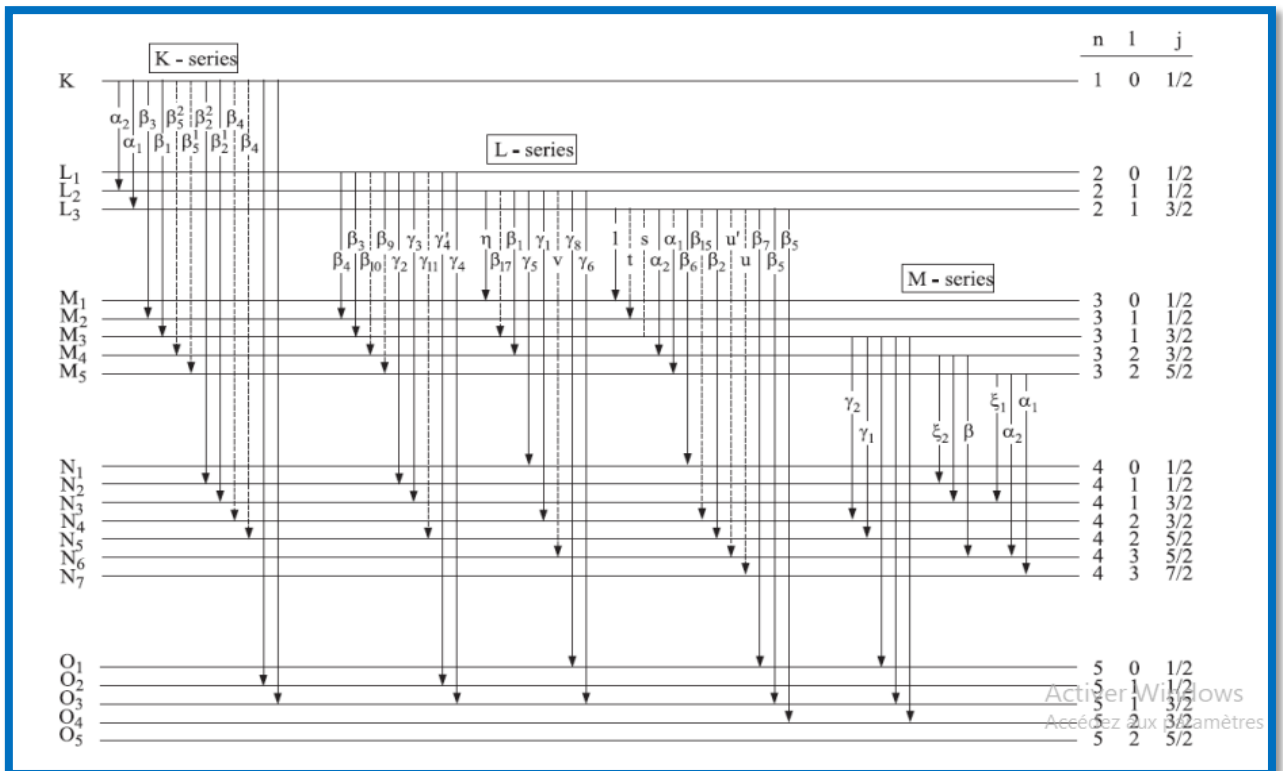 n l j
K - series
K 1 0 1/2
α₂ β₃ β₅² β₂² β₄
α₁ β₁ β₅¹ β₂¹ β₄
L - series
L₁ 2 0 1/2
L₂ 2 1 1/2
L₃ 2 1 3/2
β₃ β₉ γ₃ γ₄' η β₁ γ₁ γ₈ l s α₁ β₁₅ u' β₇ β₅
β₄ β₁₀ γ₂ γ₁₁ γ₄ β₁₇ γ₅ v γ₆ t α₂ β₆ β₂ u β₅
M - series
M₁ 3 0 1/2
M₂ 3 1 1/2
M₃ 3 1 3/2
M₄ 3 2 3/2
M₅ 3 2 5/2
γ₂ ξ₁ α₁
γ₁ ξ₂ β α₂
N₁ 4 0 1/2
N₂ 4 1 1/2
N₃ 4 1 3/2
N₄ 4 2 3/2
N₅ 4 2 5/2
N₆ 4 3 5/2
N₇ 4 3 7/2
O₁ 5 0 1/2
O₂ 5 1 1/2
O₃ 5 1 3/2
O₄ 5 2 3/2
O₅ 5 2 5/2
Activer Windows
Accédez aux paramètres